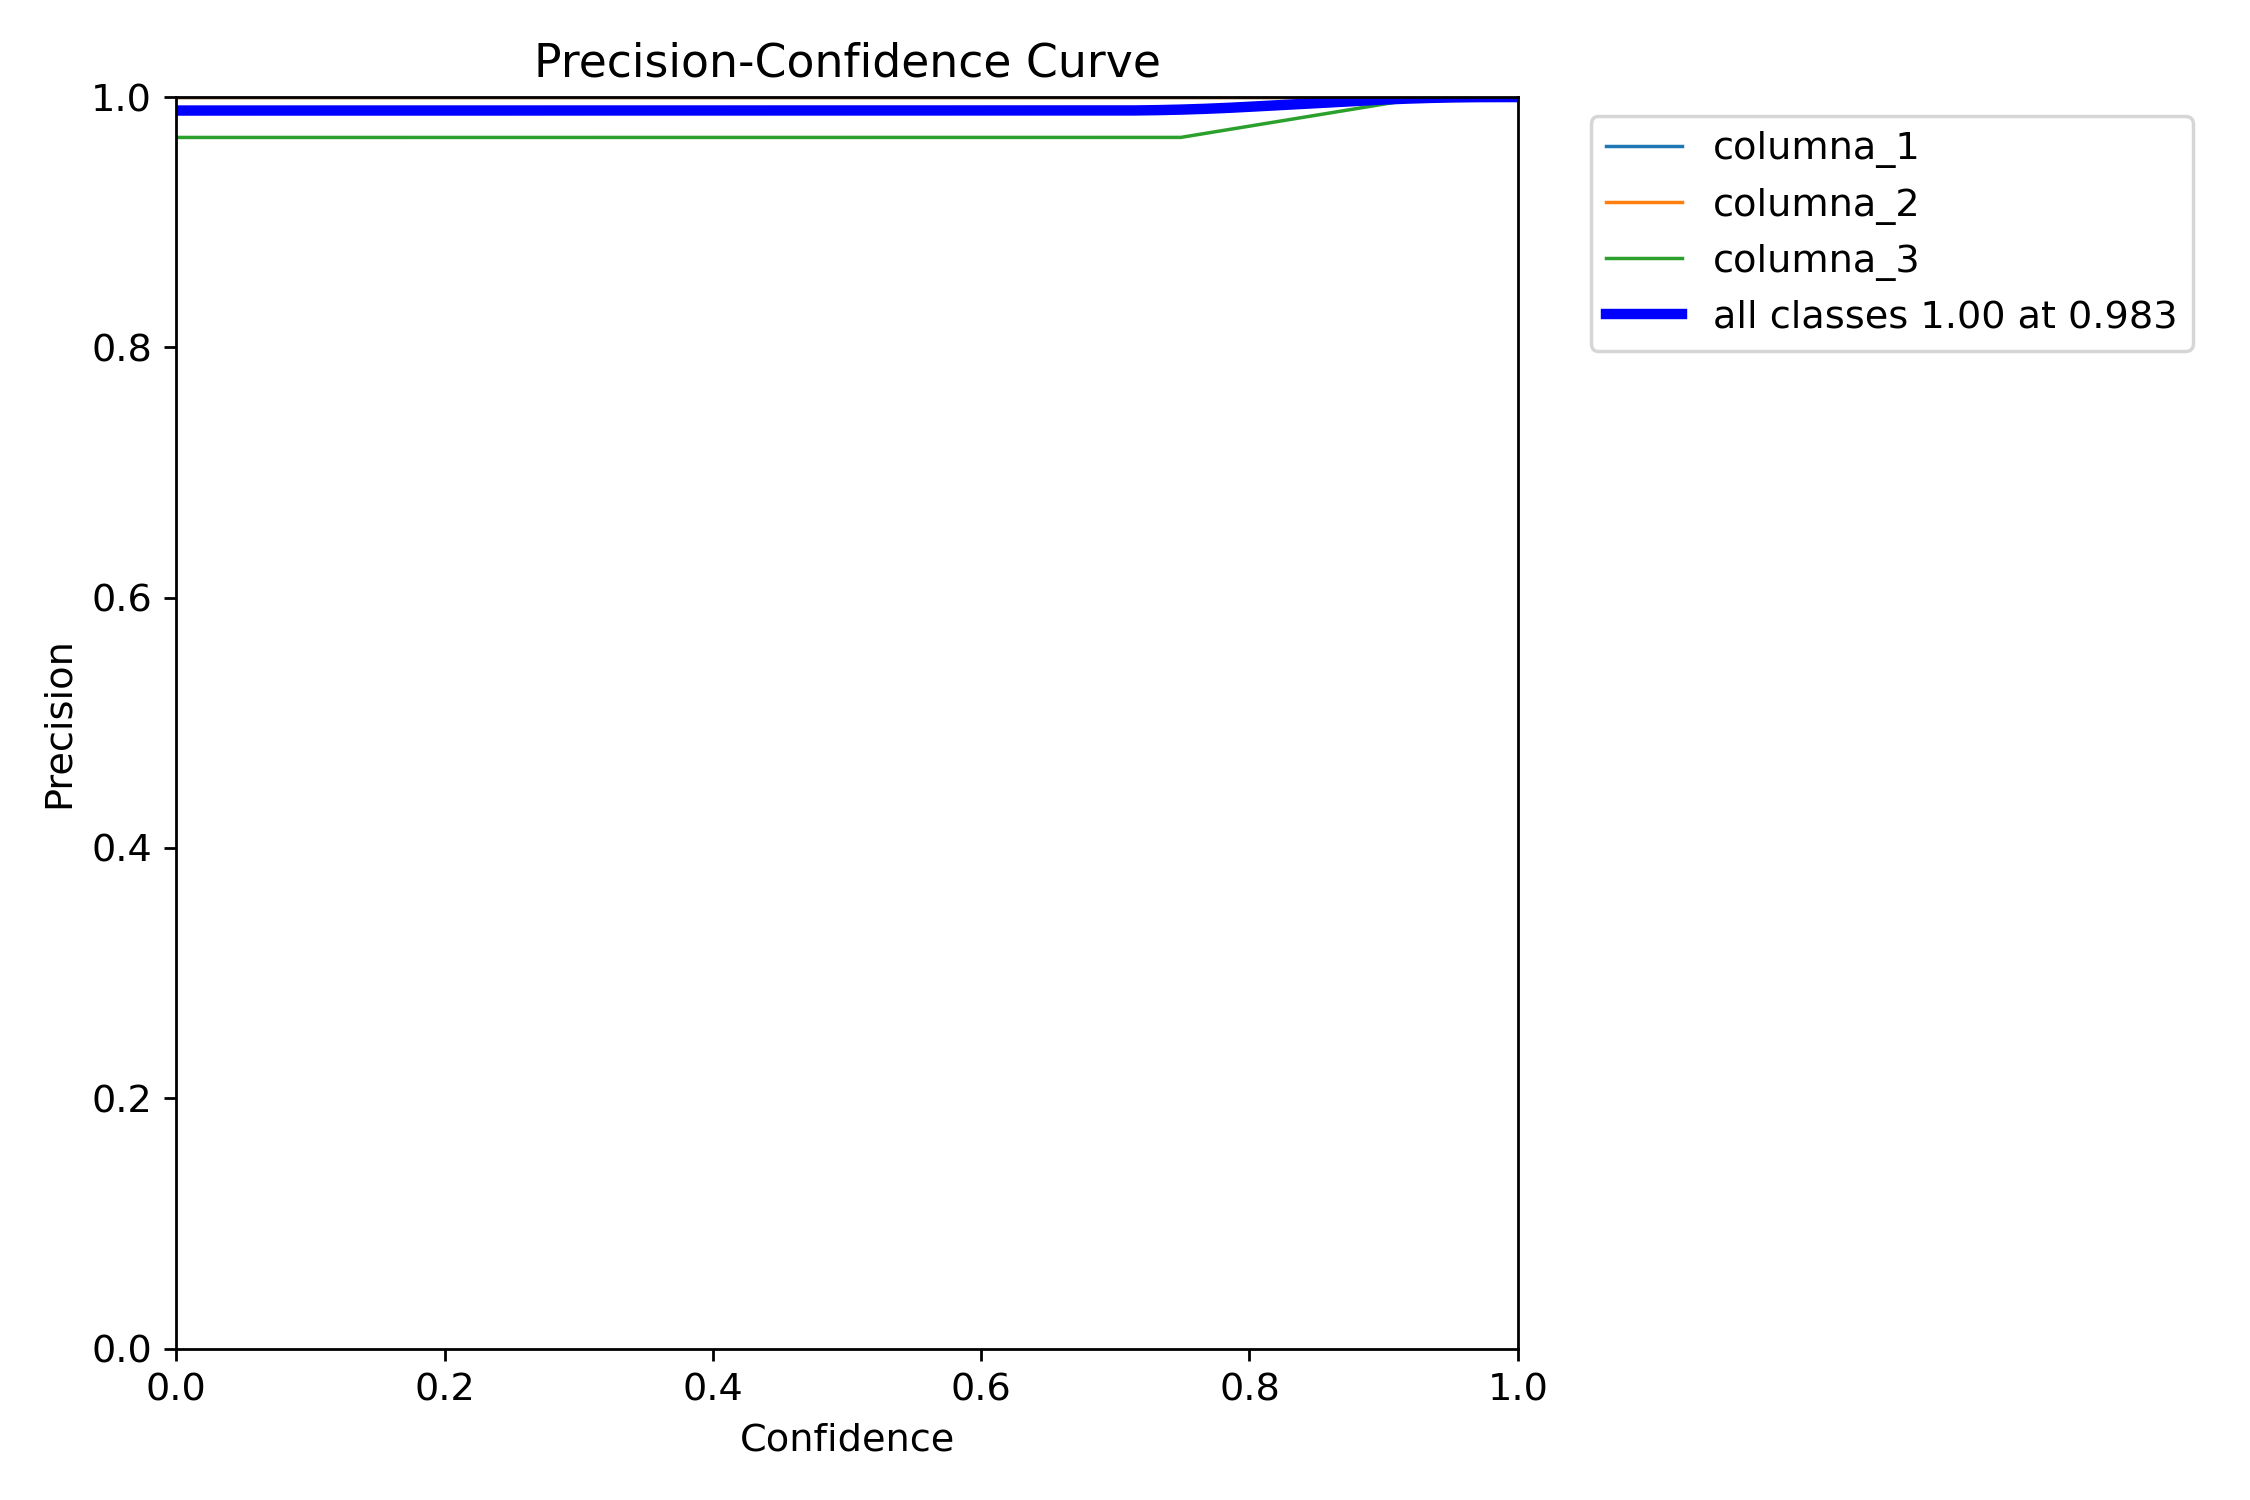 Precision-Confidence Curve
1.0
0.8
0.6
0.4
0.2
0.0
Precision
0.0 0.2 0.4 0.6 0.8 1.0
Confidence
columna_1
columna_2
columna_3
all classes 1.00 at 0.983